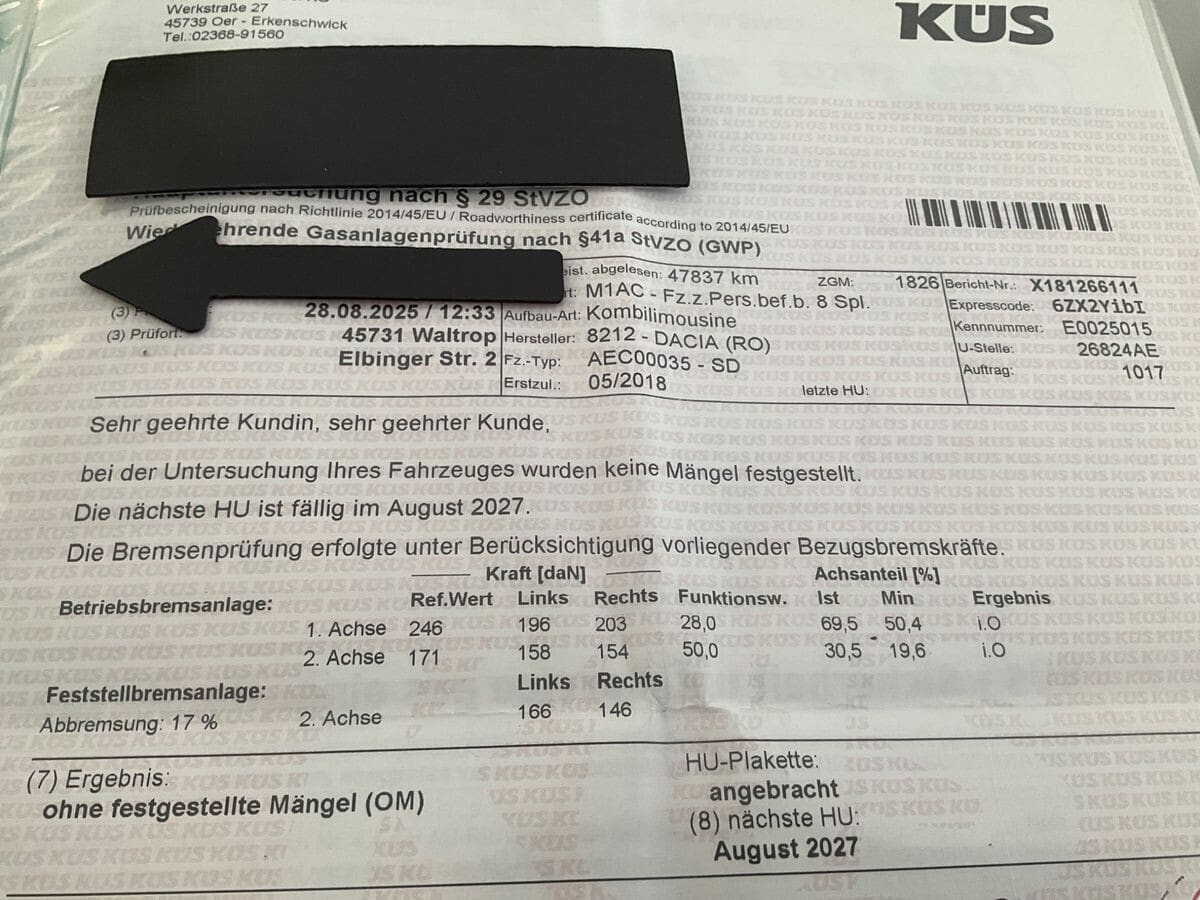 Werkstraße 27
45739 Oer - Erkenschwick
Tel.:02368-91560
KÜS
nach § 29 StVZO
Prüfbescheinigung nach Richtlinie 2014/45/EU / Roadworthiness certificate according to 2014/45/EU
Wied ehrende Gasanlagenprüfung nach §41a StVZO (GWP)
eist. abgelesen: 47837 km ZGM: 1826 Bericht-Nr.: X181266111
rt: M1AC - Fz.z.Pers.bef.b. 8 Spl. Expresscode: 6ZX2YibI
(3) 28.08.2025 / 12:33 Aufbau-Art: Kombilimousine Kennnummer: E0025015
(3) Prüfort: 45731 Waltrop Hersteller: 8212 - DACIA (RO) U-Stelle: 26824AE
Elbinger Str. 2 Fz.-Typ: AEC00035 - SD Auftrag: 1017
Erstzul.: 05/2018 letzte HU:
Sehr geehrte Kundin, sehr geehrter Kunde,
bei der Untersuchung Ihres Fahrzeuges wurden keine Mängel festgestellt.
Die nächste HU ist fällig im August 2027.
Die Bremsenprüfung erfolgte unter Berücksichtigung vorliegender Bezugsbremskräfte.
Kraft [daN] Achsanteil [%]
Betriebsbremsanlage: Ref.Wert Links Rechts Funktionsw. Ist Min Ergebnis
1. Achse 246 196 203 28,0 69,5 50,4 i.O
2. Achse 171 158 154 50,0 30,5 19,6 i.O
Feststellbremsanlage: Links Rechts
Abbremsung: 17 % 2. Achse 166 146
(7) Ergebnis: HU-Plakette:
ohne festgestellte Mängel (OM) angebracht
(8) nächste HU:
August 2027